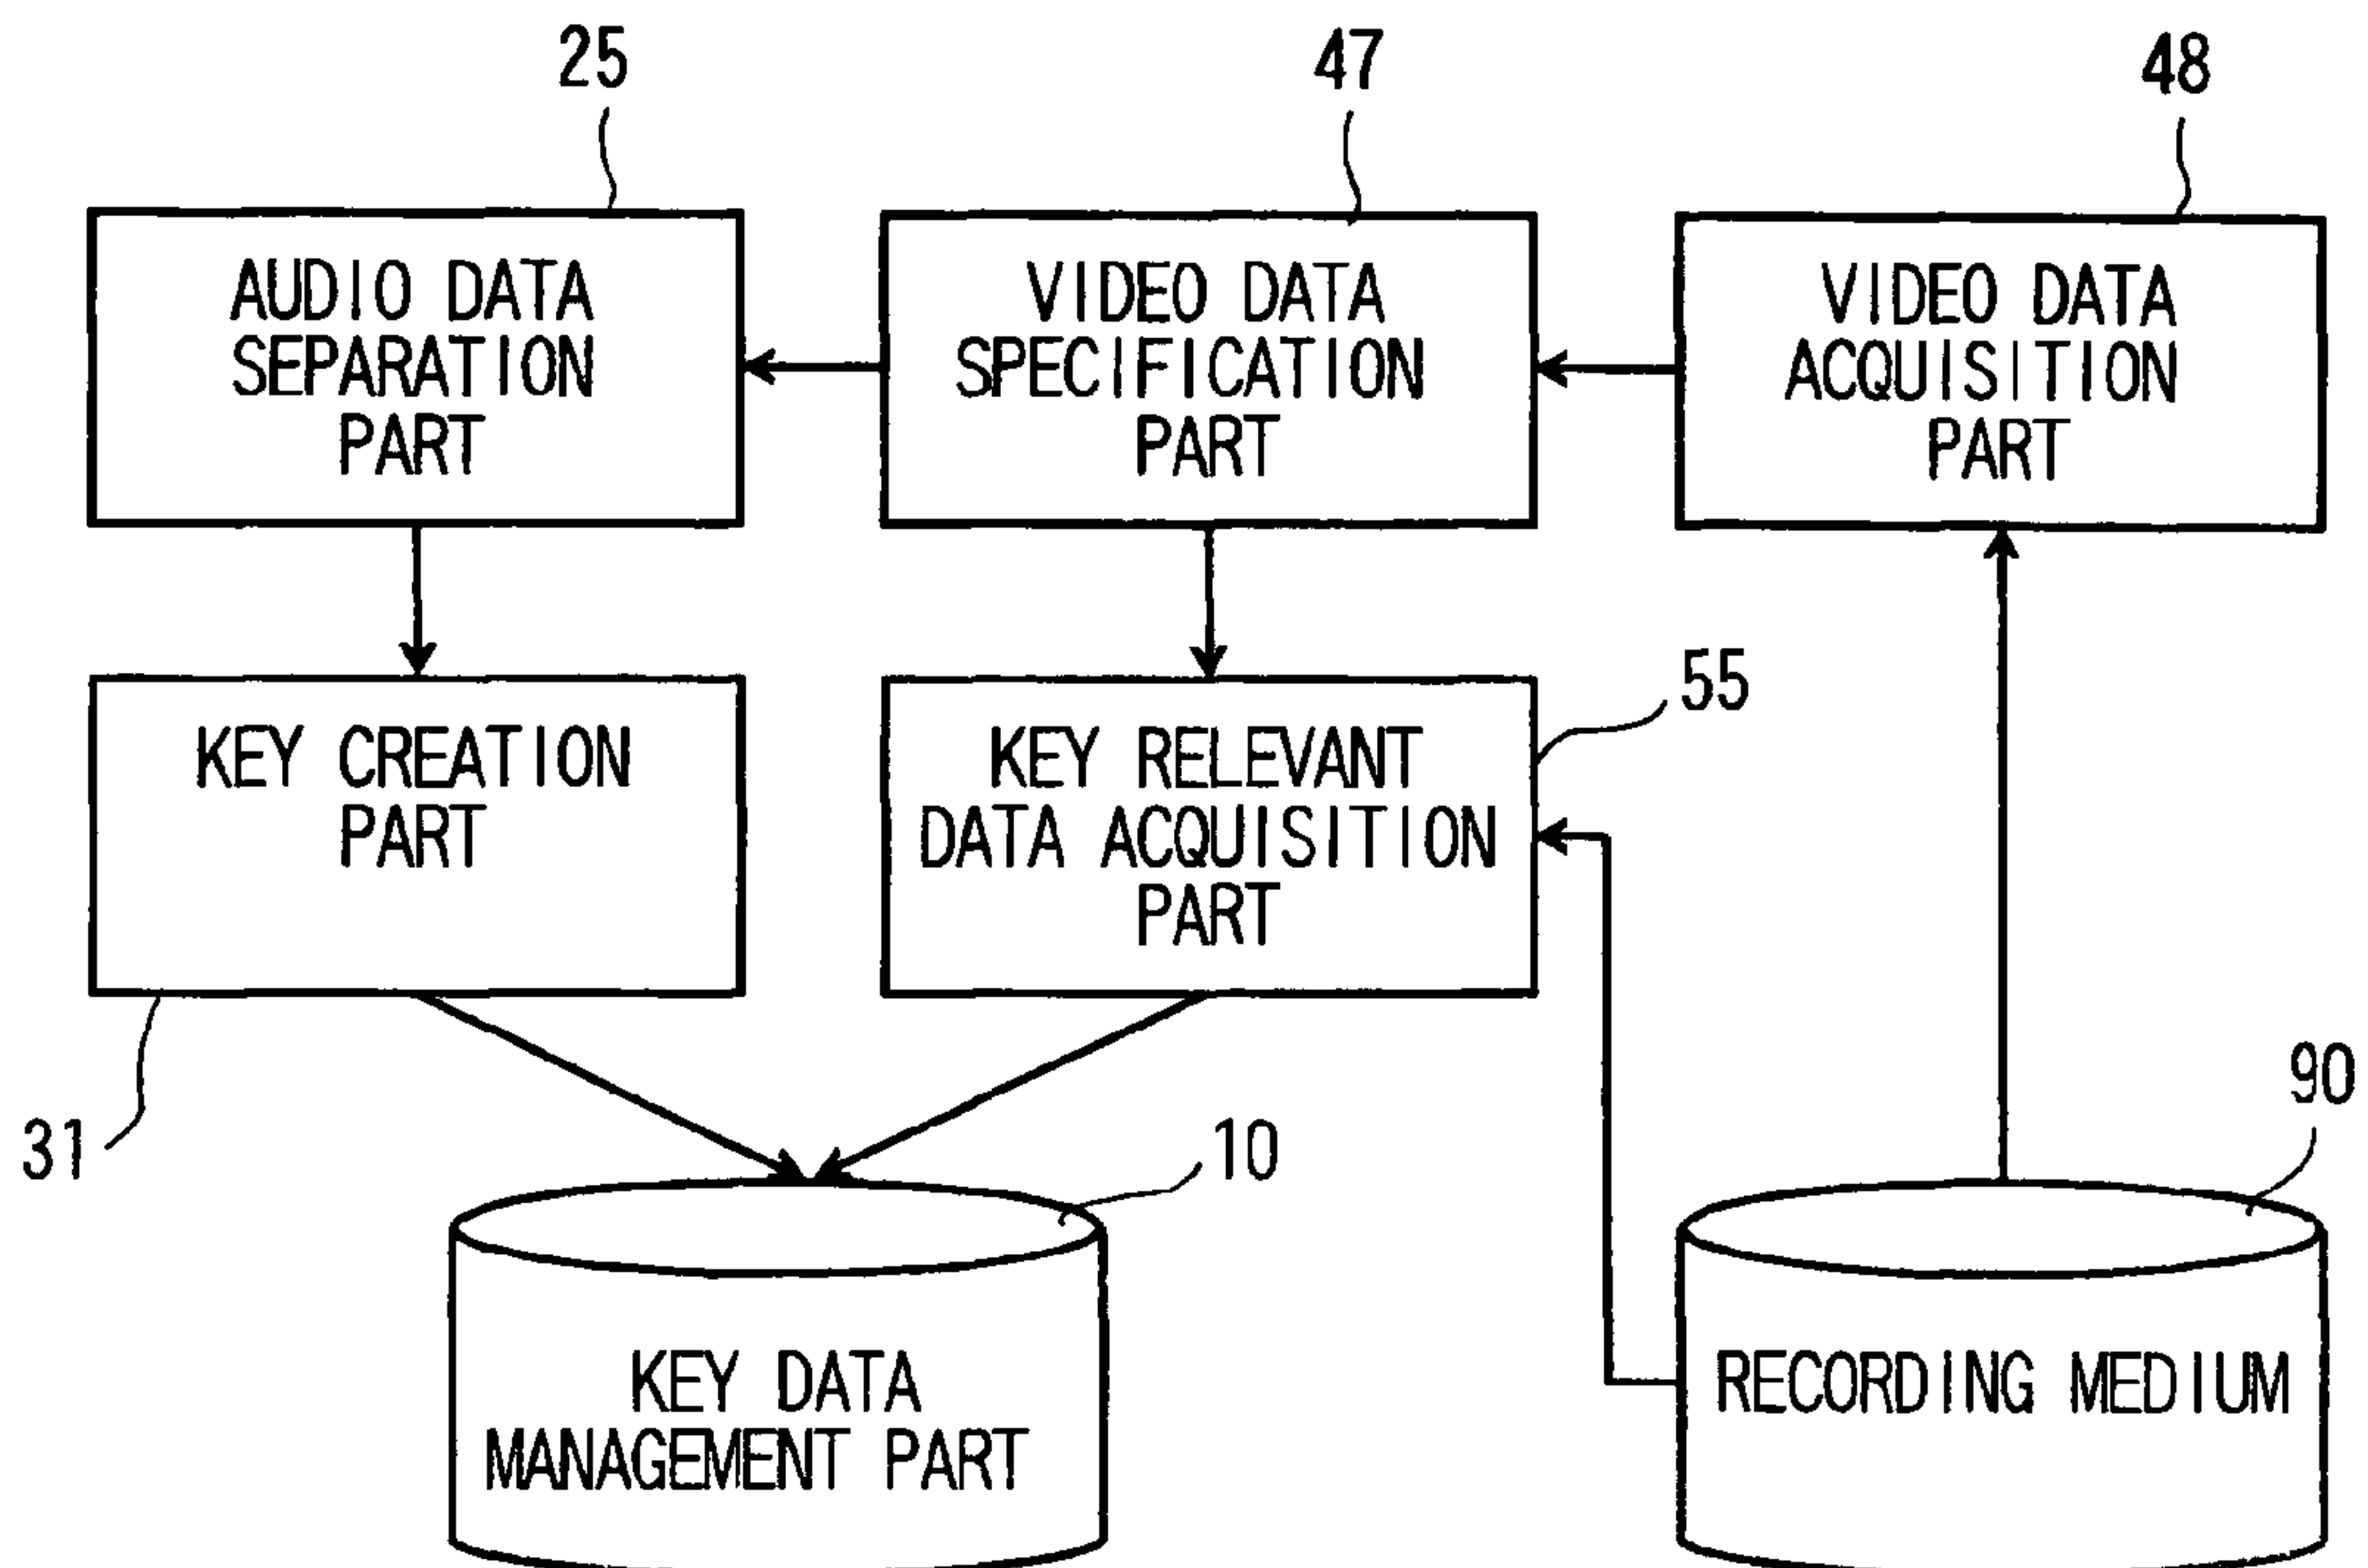 25
47
48
AUDIO DATA
SEPARATION
PART
VIDEO DATA
SPECIFICATION
PART
VIDEO DATA
ACQUISITION
PART
KEY CREATION
PART
KEY RELEVANT
DATA ACQUISITION
PART
55
31
10
90
KEY DATA
MANAGEMENT PART
RECORDING MEDIUM